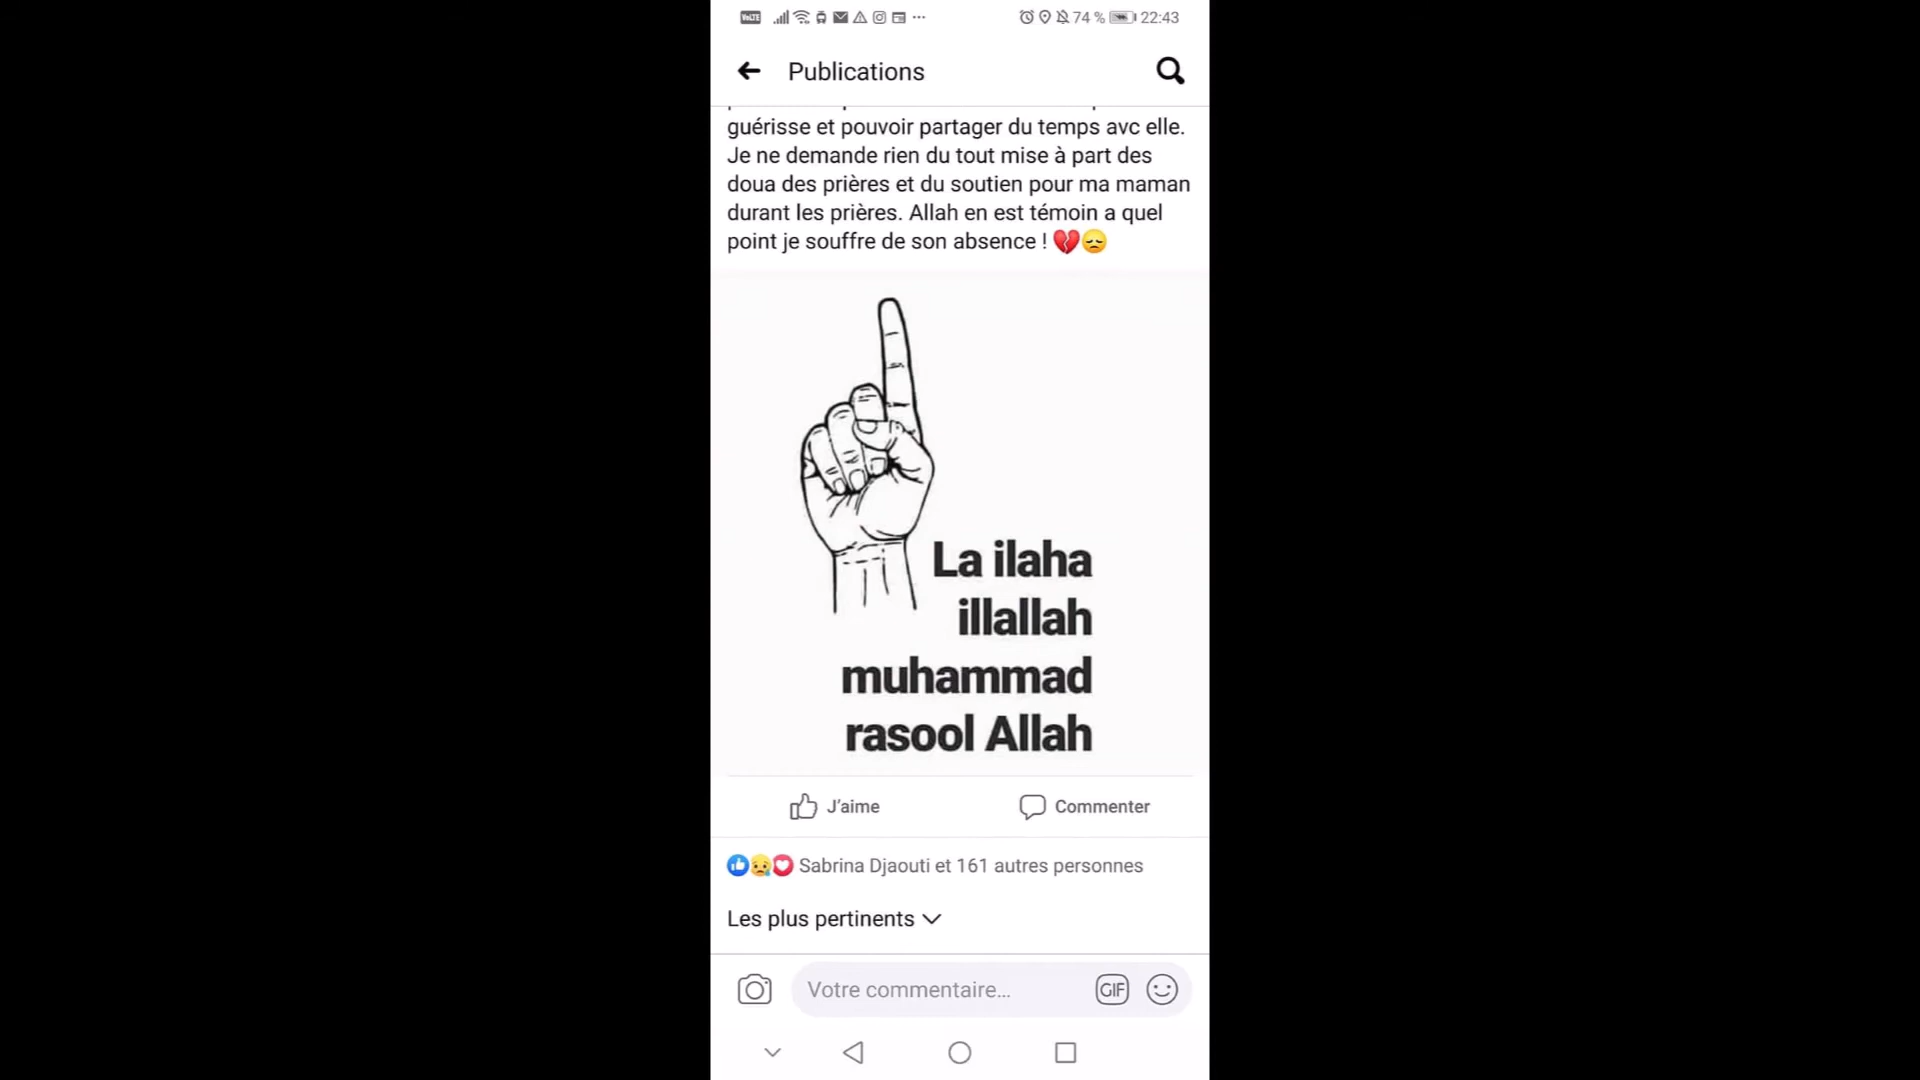 VoLTE 74 % 22:43
Publications
guérisse et pouvoir partager du temps avc elle.
Je ne demande rien du tout mise à part des
doua des prières et du soutien pour ma maman
durant les prières. Allah en est témoin a quel
point je souffre de son absence ! 💔😞
La ilaha
illallah
muhammad
rasool Allah
J'aime Commenter
Sabrina Djaouti et 161 autres personnes
Les plus pertinents
Votre commentaire... GIF